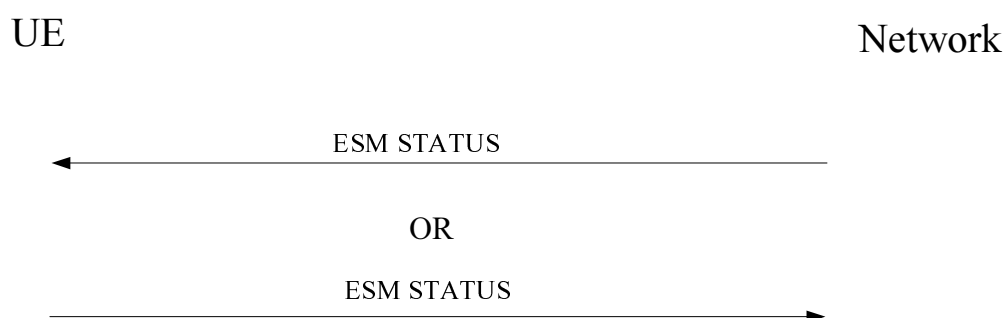 UE
Network
ESM STATUS
OR
ESM STATUS